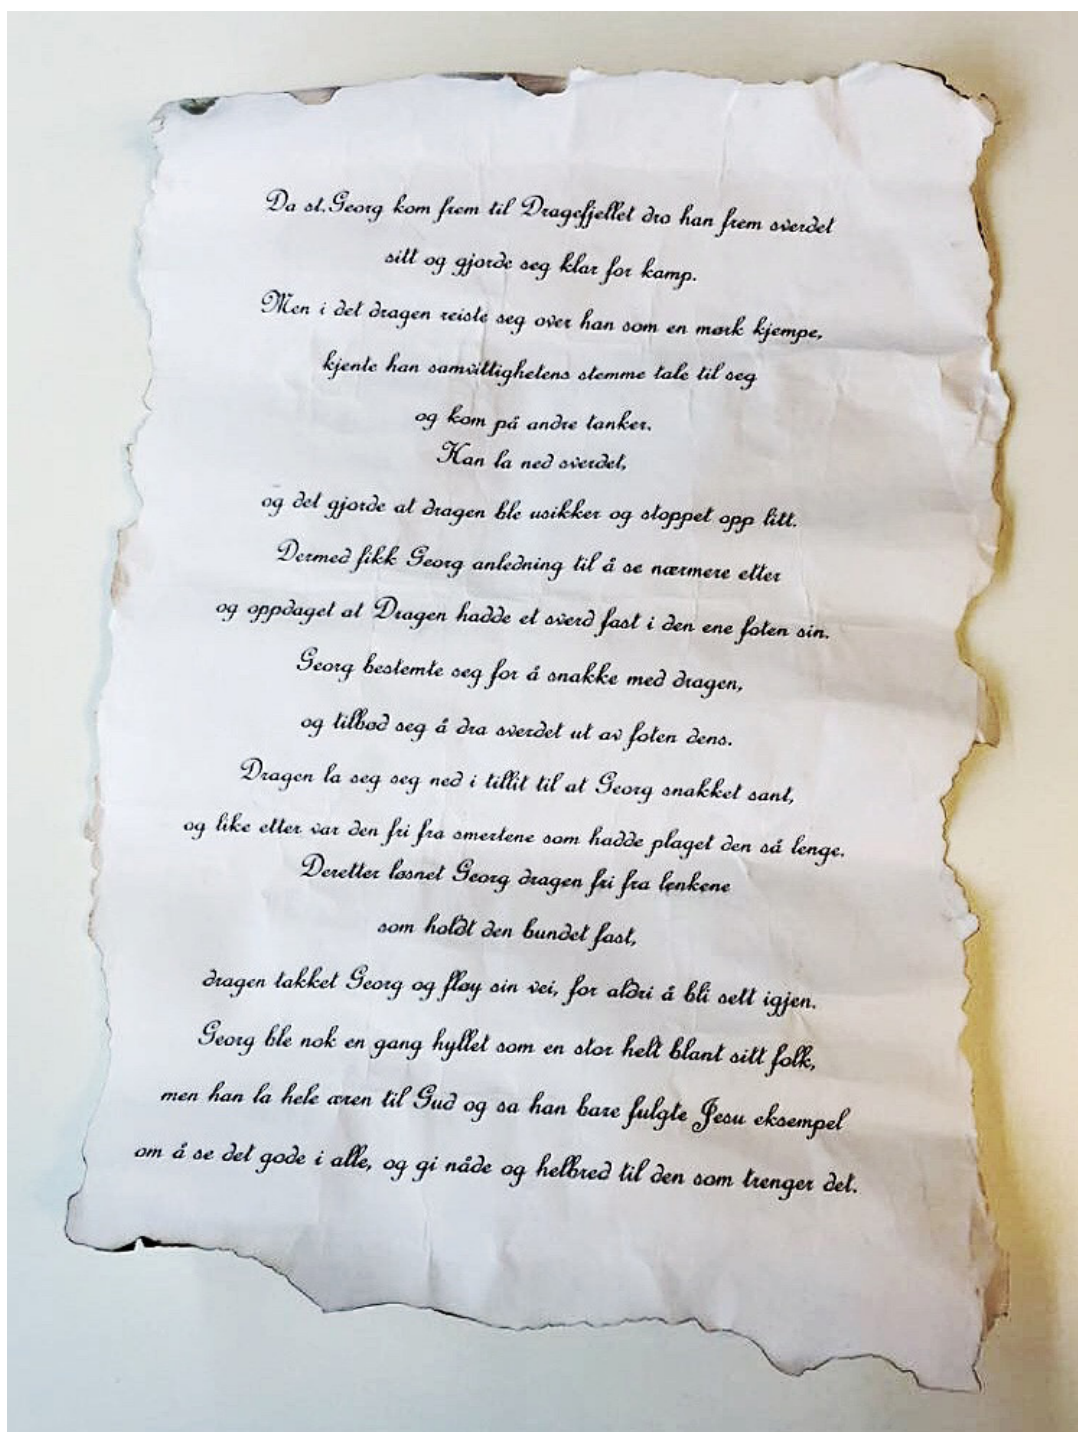 Da st.Georg kom frem til Dragefjellet dro han frem sverdet
sitt og gjorde seg klar for kamp.
Men i det dragen reiste seg over han som en mørk kjempe,
kjente han samvittighetens stemme tale til seg
og kom på andre tanker.
Han la ned sverdet,
og det gjorde at dragen ble usikker og stoppet opp litt.
Dermed fikk Georg anledning til å se nærmere etter
og oppdaget at Dragen hadde et sverd fast i den ene foten sin.
Georg bestemte seg for å snakke med dragen,
og tilbød seg å dra sverdet ut av foten dens.
Dragen la seg seg ned i tillit til at Georg snakket sant,
og like etter var den fri fra smertene som hadde plaget den så lenge.
Deretter løsnet Georg dragen fri fra lenkene
som holdt den bundet fast,
dragen takket Georg og fløy sin vei, for aldri å bli sett igjen.
Georg ble nok en gang hyllet som en stor helt blant sitt folk,
men han la hele æren til Gud og sa han bare fulgte Jesu eksempel
om å se det gode i alle, og gi nåde og helbred til den som trenger det.